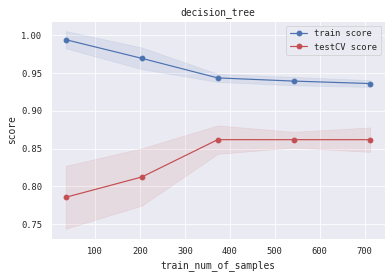 decision_tree
train score
testCV score
1.00
0.95
0.90
0.85
0.80
0.75
score
100 200 300 400 500 600 700
train_num_of_samples